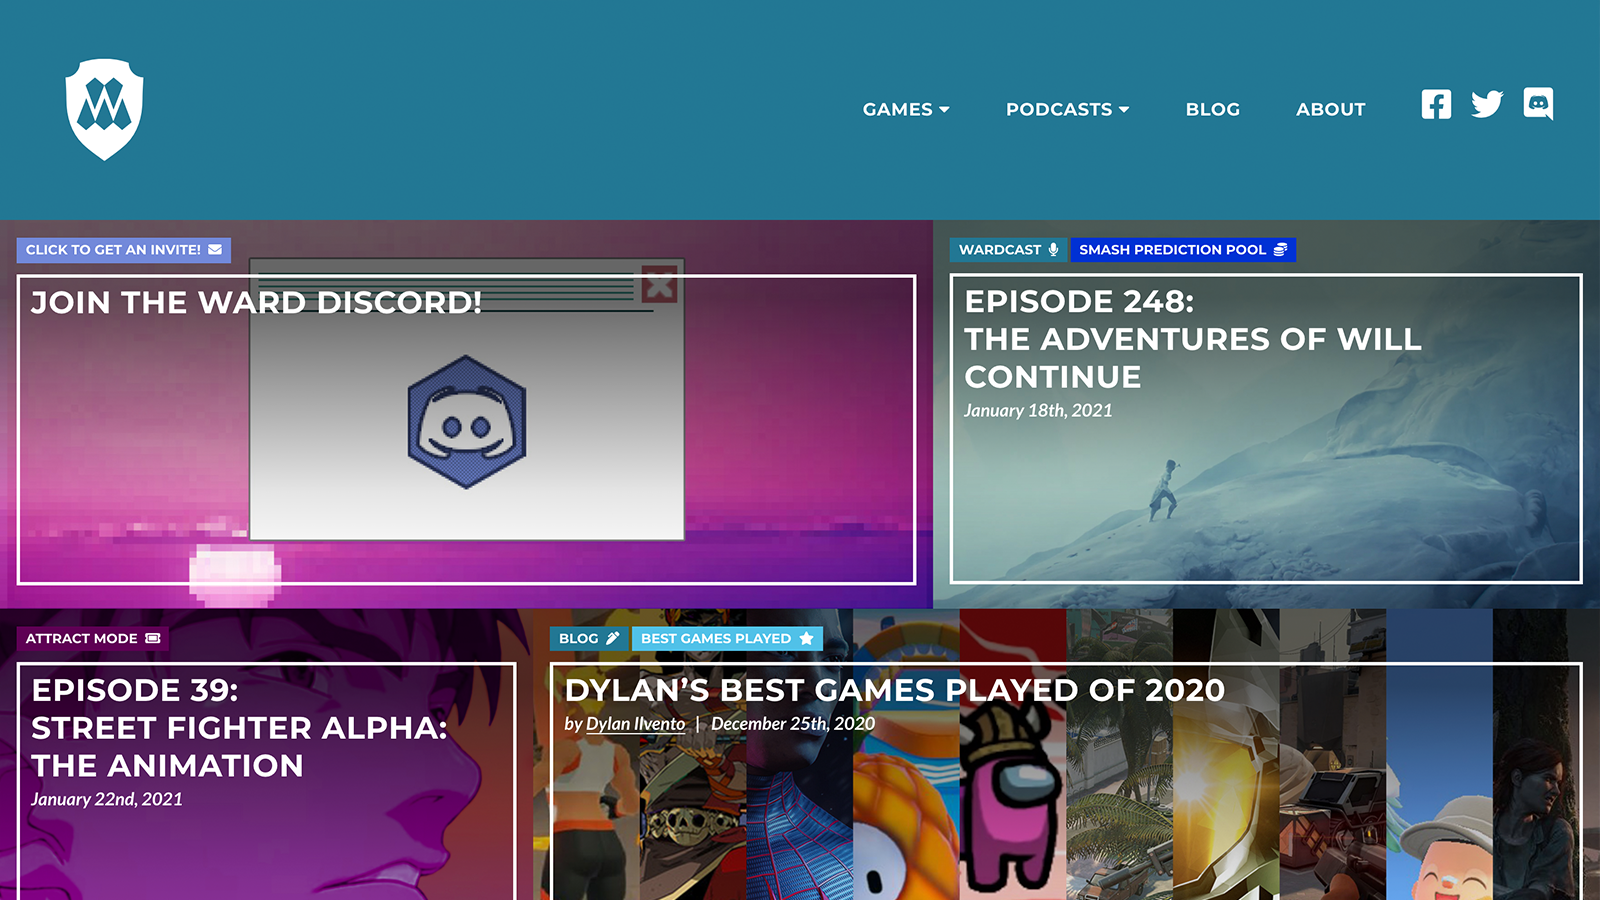 GAMES
PODCASTS
BLOG
ABOUT
CLICK TO GET AN INVITE!
JOIN THE WARD DISCORD!
WARDCAST
SMASH PREDICTION POOL
EPISODE 248:
THE ADVENTURES OF WILL
CONTINUE
January 18th, 2021
ATTRACT MODE
EPISODE 39:
STREET FIGHTER ALPHA:
THE ANIMATION
January 22nd, 2021
BLOG
BEST GAMES PLAYED
DYLAN’S BEST GAMES PLAYED OF 2020
by Dylan Ilvento | December 25th, 2020